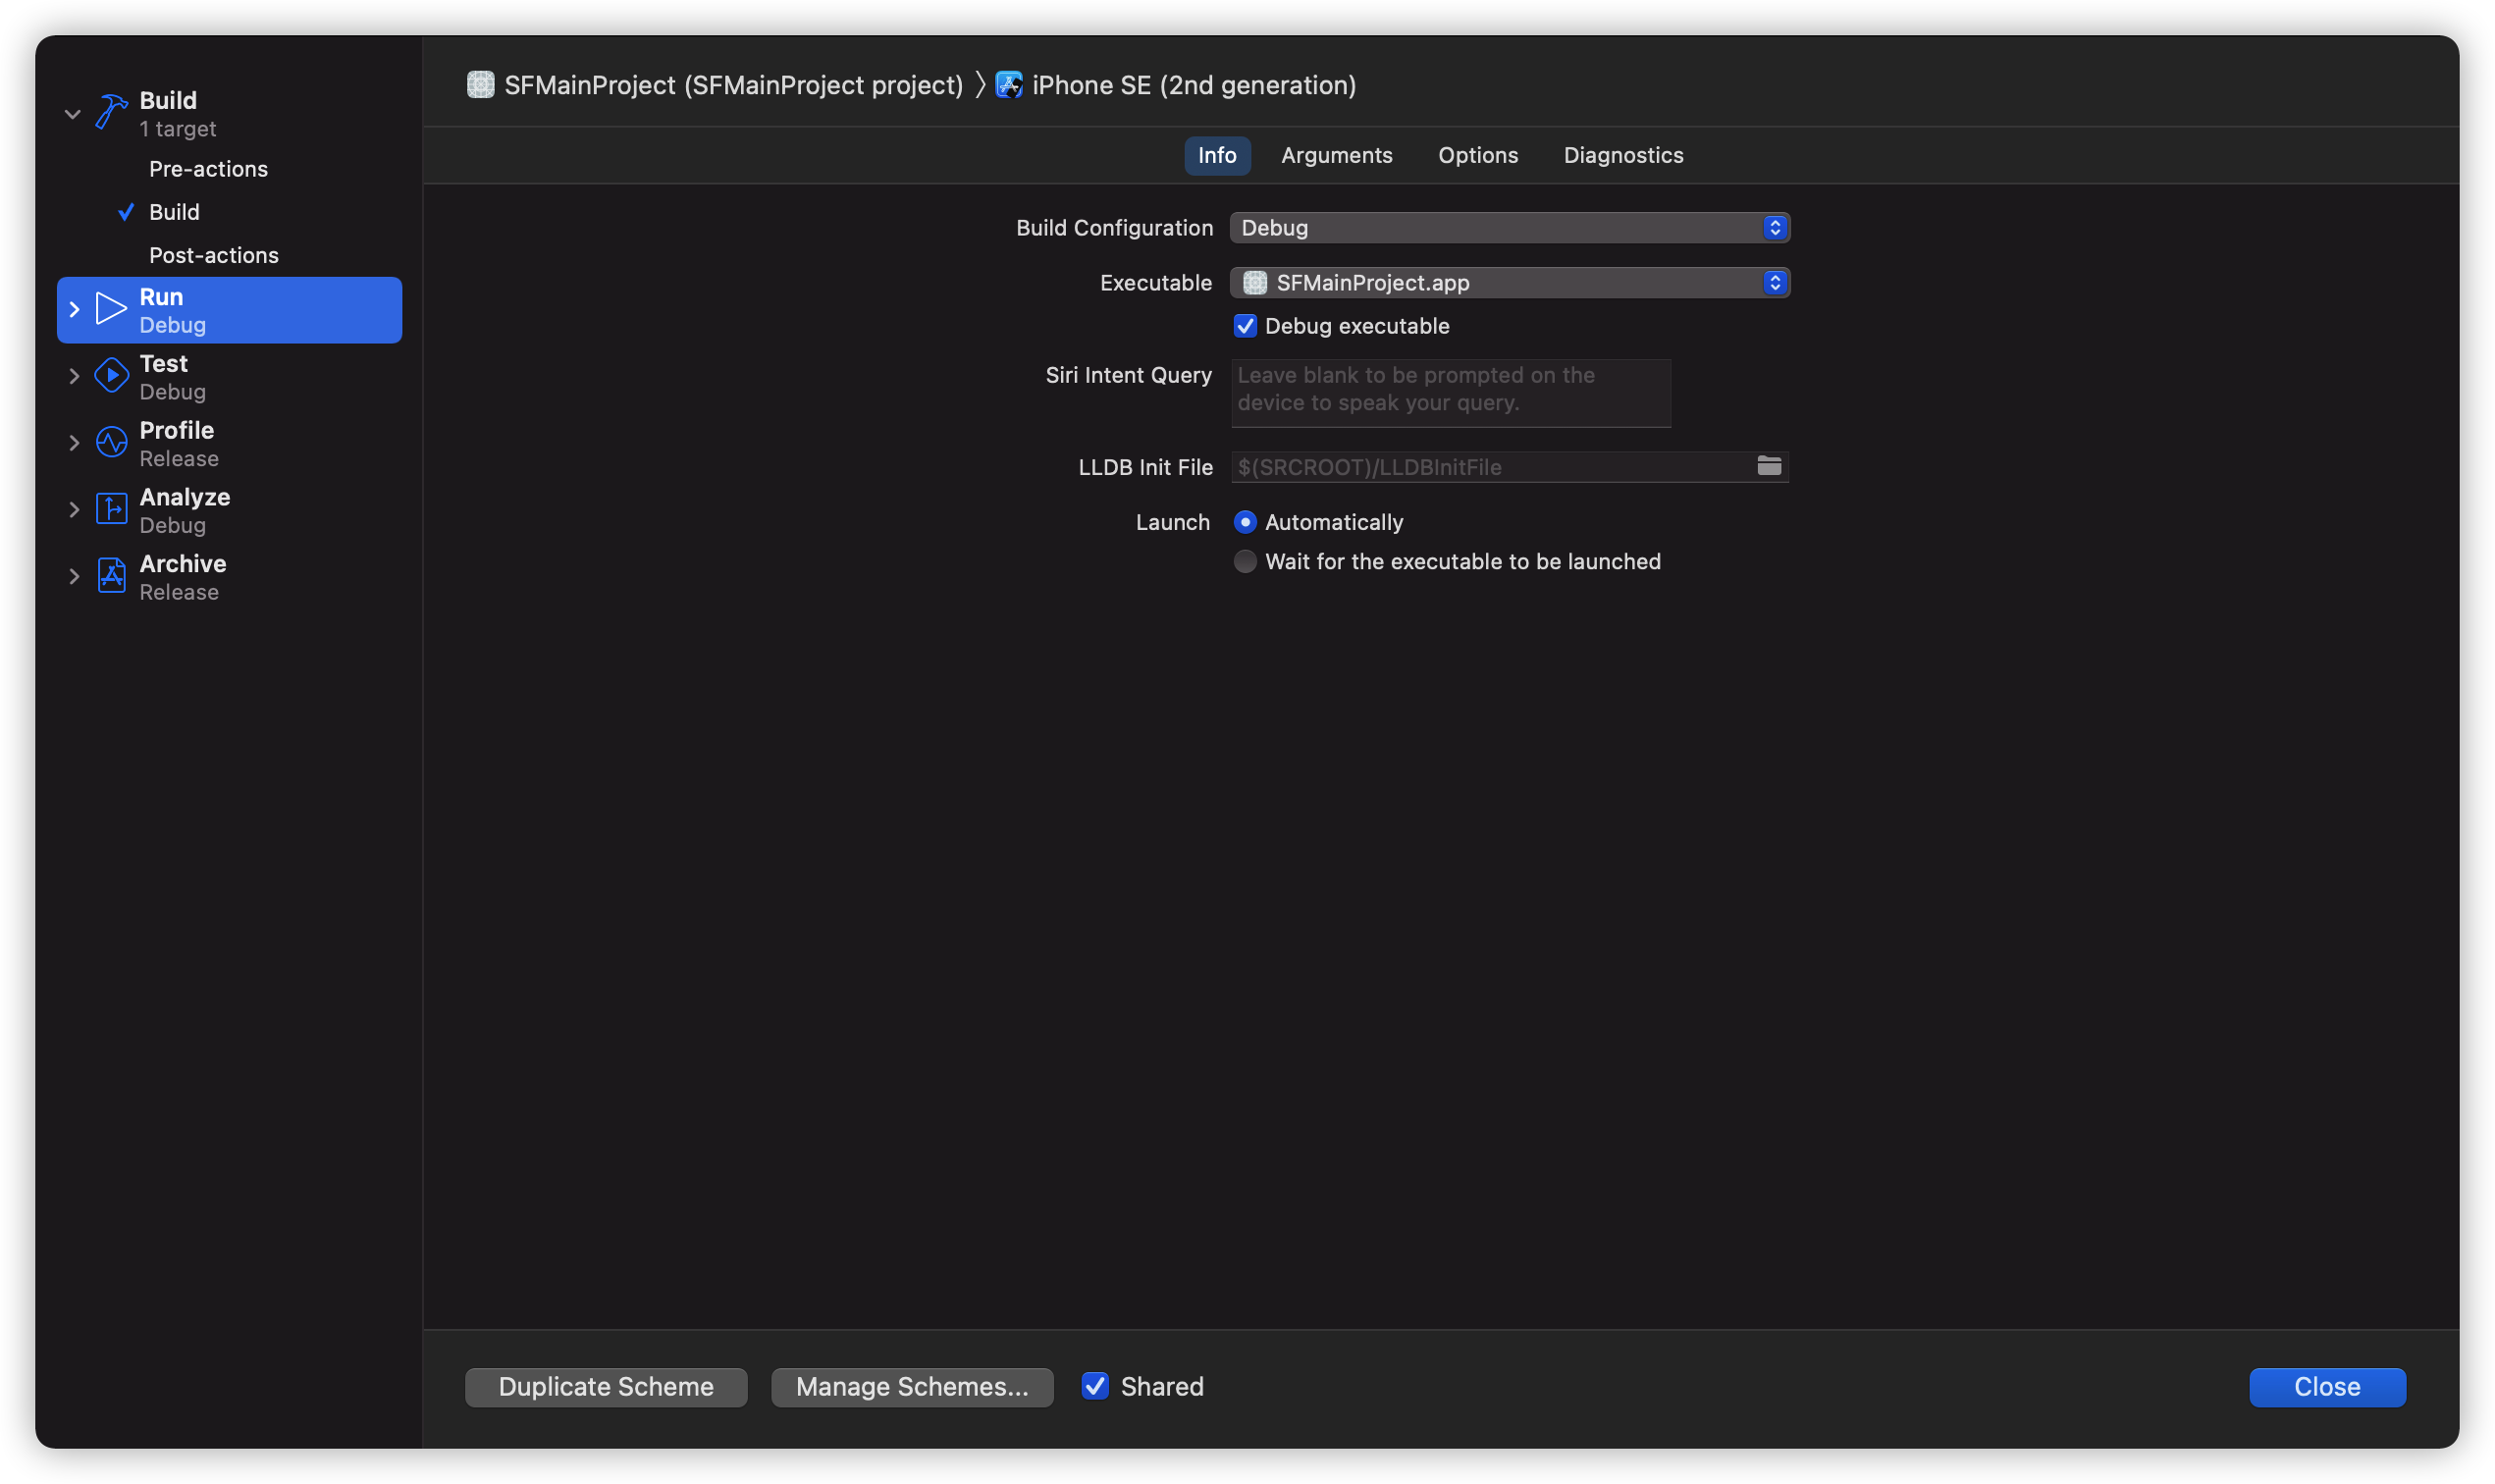 Build
1 target
Pre-actions
Build
Post-actions
Run
Debug
Test
Debug
Profile
Release
Analyze
Debug
Archive
Release
SFMainProject (SFMainProject project) 〉 iPhone SE (2nd generation)
Info Arguments Options Diagnostics
Build Configuration Debug
Executable SFMainProject.app
Debug executable
Siri Intent Query Leave blank to be prompted on the
device to speak your query.
LLDB Init File $(SRCROOT)/LLDBInitFile
Launch Automatically
Wait for the executable to be launched
Duplicate Scheme Manage Schemes... Shared Close